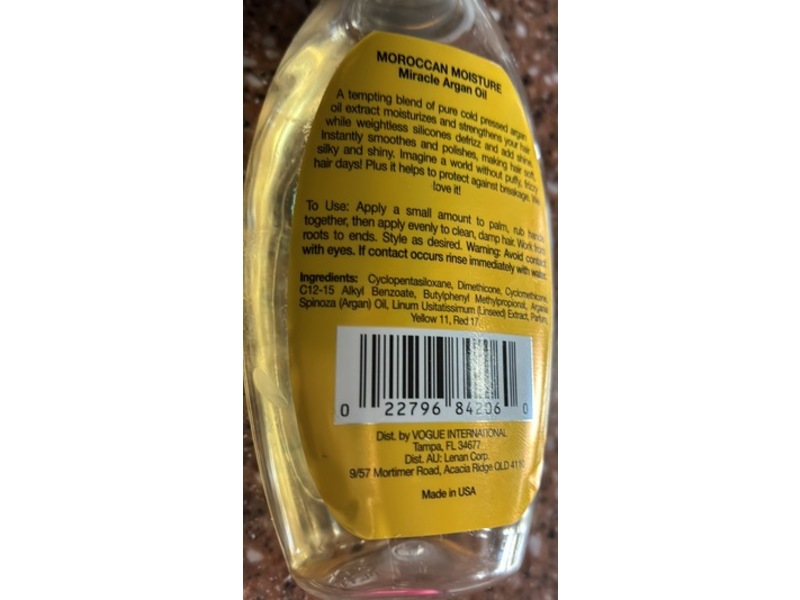 MOROCCAN MOISTURE
Miracle Argan Oil
A tempting blend of pure cold pressed argan
oil extract moisturizes and strengthens your hair
while weightless silicones defrizz and add shine.
Instantly smoothes and polishes, making hair soft,
silky and shiny. Imagine a world without puffy, frizzy
hair days! Plus it helps to protect against breakage. We
love it!
To Use: Apply a small amount to palm, rub hands
together, then apply evenly to clean, damp hair. Work from
roots to ends. Style as desired. Warning: Avoid contact
with eyes. If contact occurs rinse immediately with water.
Ingredients: Cyclopentasiloxane, Dimethicone, Cyclomethicone,
C12-15 Alkyl Benzoate, Butylphenyl Methylpropional, Argania
Spinoza (Argan) Oil, Linum Usitatissimum (Linseed) Extract, Parfum,
Yellow 11, Red 17
0 22796 84206 0
Dist. by VOGUE INTERNATIONAL
Tampa, FL 34677
Dist. AU: Lenan Corp.
9/57 Mortimer Road, Acacia Ridge QLD 4110
Made in USA